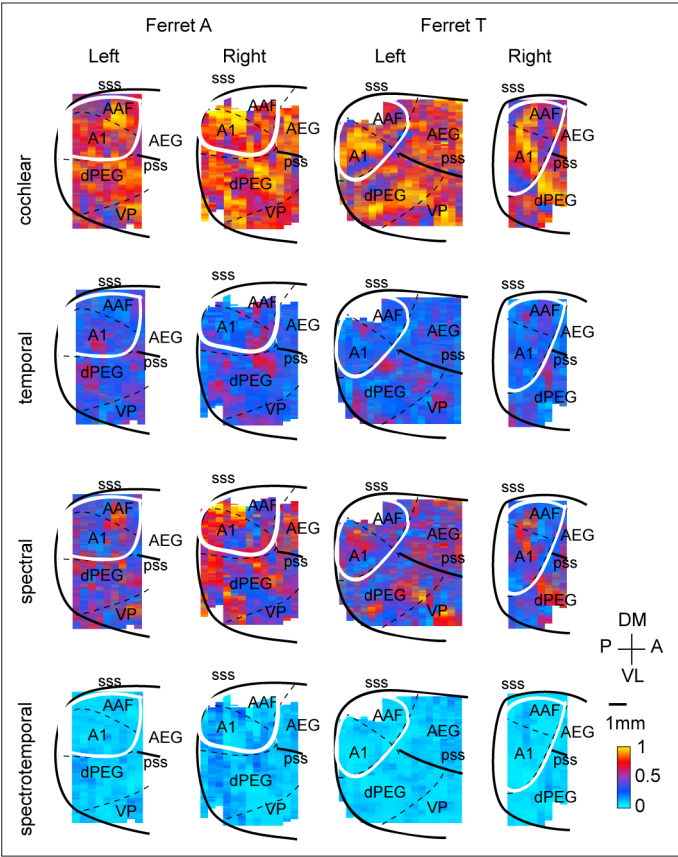 Ferret A Ferret T
Left Right Left Right
cochlear
sss sss sss sss
AAF AAF AAF AAF
A1 AEG A1 AEG A1 AEG A1 AEG
pss pss pss pss
dPEG dPEG dPEG dPEG
VP VP VP
temporal
sss sss sss sss
AAF AAF AAF AAF
A1 AEG A1 AEG A1 AEG A1 AEG
pss pss pss pss
dPEG dPEG dPEG dPEG
VP VP VP
spectral
sss sss sss sss
AAF AAF AAF AAF
A1 AEG A1 AEG A1 AEG A1 AEG
pss pss pss pss
dPEG dPEG dPEG dPEG
VP VP VP
DM
P A
VL
spectrotemporal
sss sss sss sss
AAF AAF AAF AAF
A1 AEG A1 AEG A1 AEG A1 AEG
pss pss pss pss
dPEG dPEG dPEG dPEG
VP VP VP
1mm
1
0.5
0